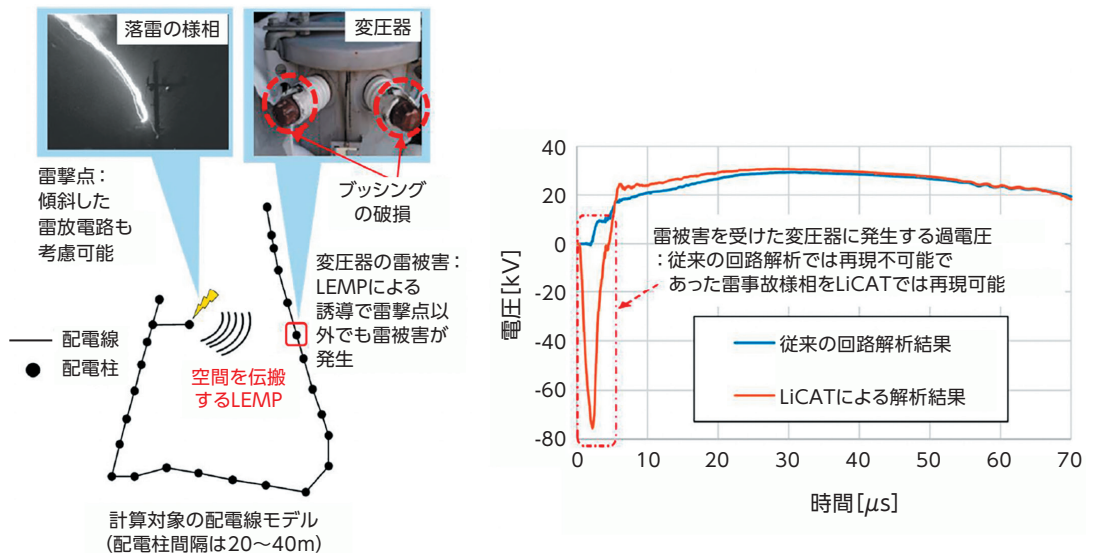 落雷の様相
変圧器
雷撃点：
傾斜した
雷放電路も
考慮可能
ブッシング
の破損
変圧器の雷被害：
LEMPによる
誘導で雷撃点以
外でも雷被害が
発生
配電線
配電柱
空間を伝搬
するLEMP
計算対象の配電線モデル
(配電柱間隔は20～40m)
電圧[kV]
40
20
0
-20
-40
-60
-80
雷被害を受けた変圧器に発生する過電圧
：従来の回路解析では再現不可能で
あった雷事故様相をLiCATでは再現可能
従来の回路解析結果
LiCATによる解析結果
0 10 20 30 40 50 60 70
時間[μs]